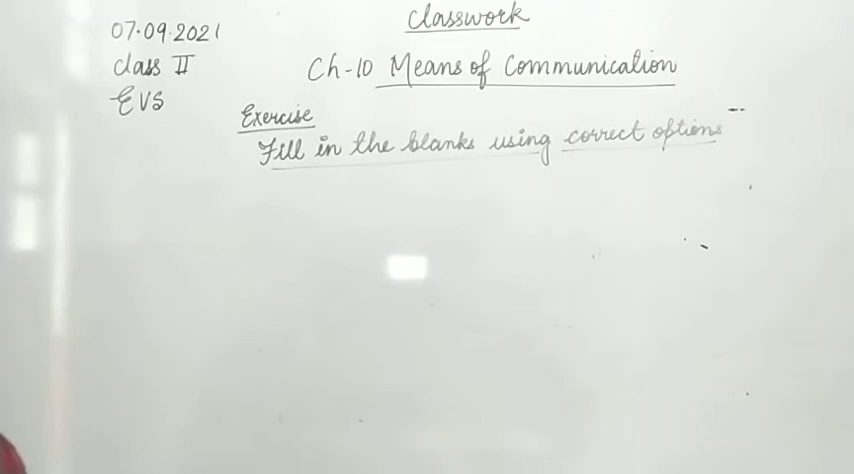 Classwork
07.09.2021
Class II
Ch-10 Means of Communication
EVS
Exercise
Fill in the blanks using correct options